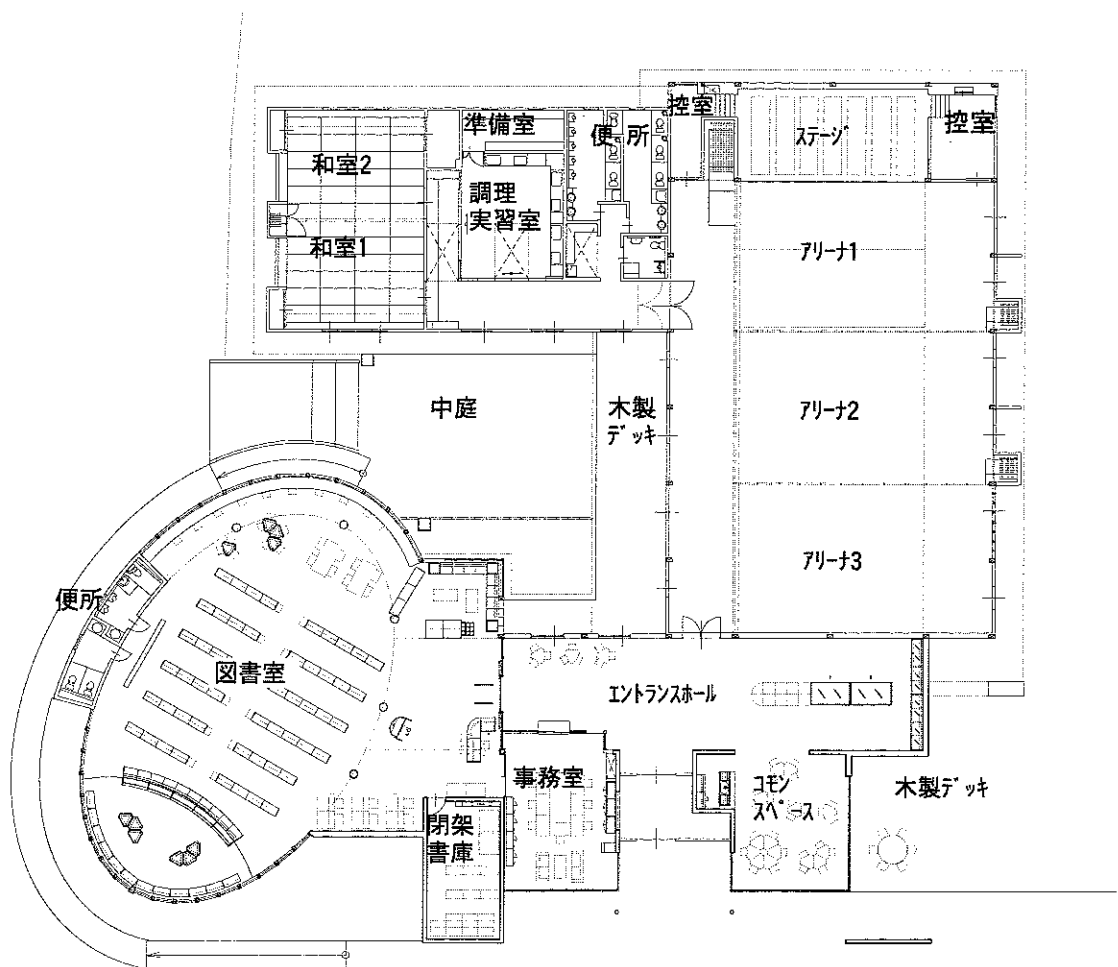 控室
ステージ
控室
準備室
便 所
和室2
調理
実習室
和室1
アリーナ1
中庭
木製
デッキ
アリーナ2
アリーナ3
便所
図書室
エントランスホール
事務室
コモン
スペース
木製デッキ
閉架
書庫